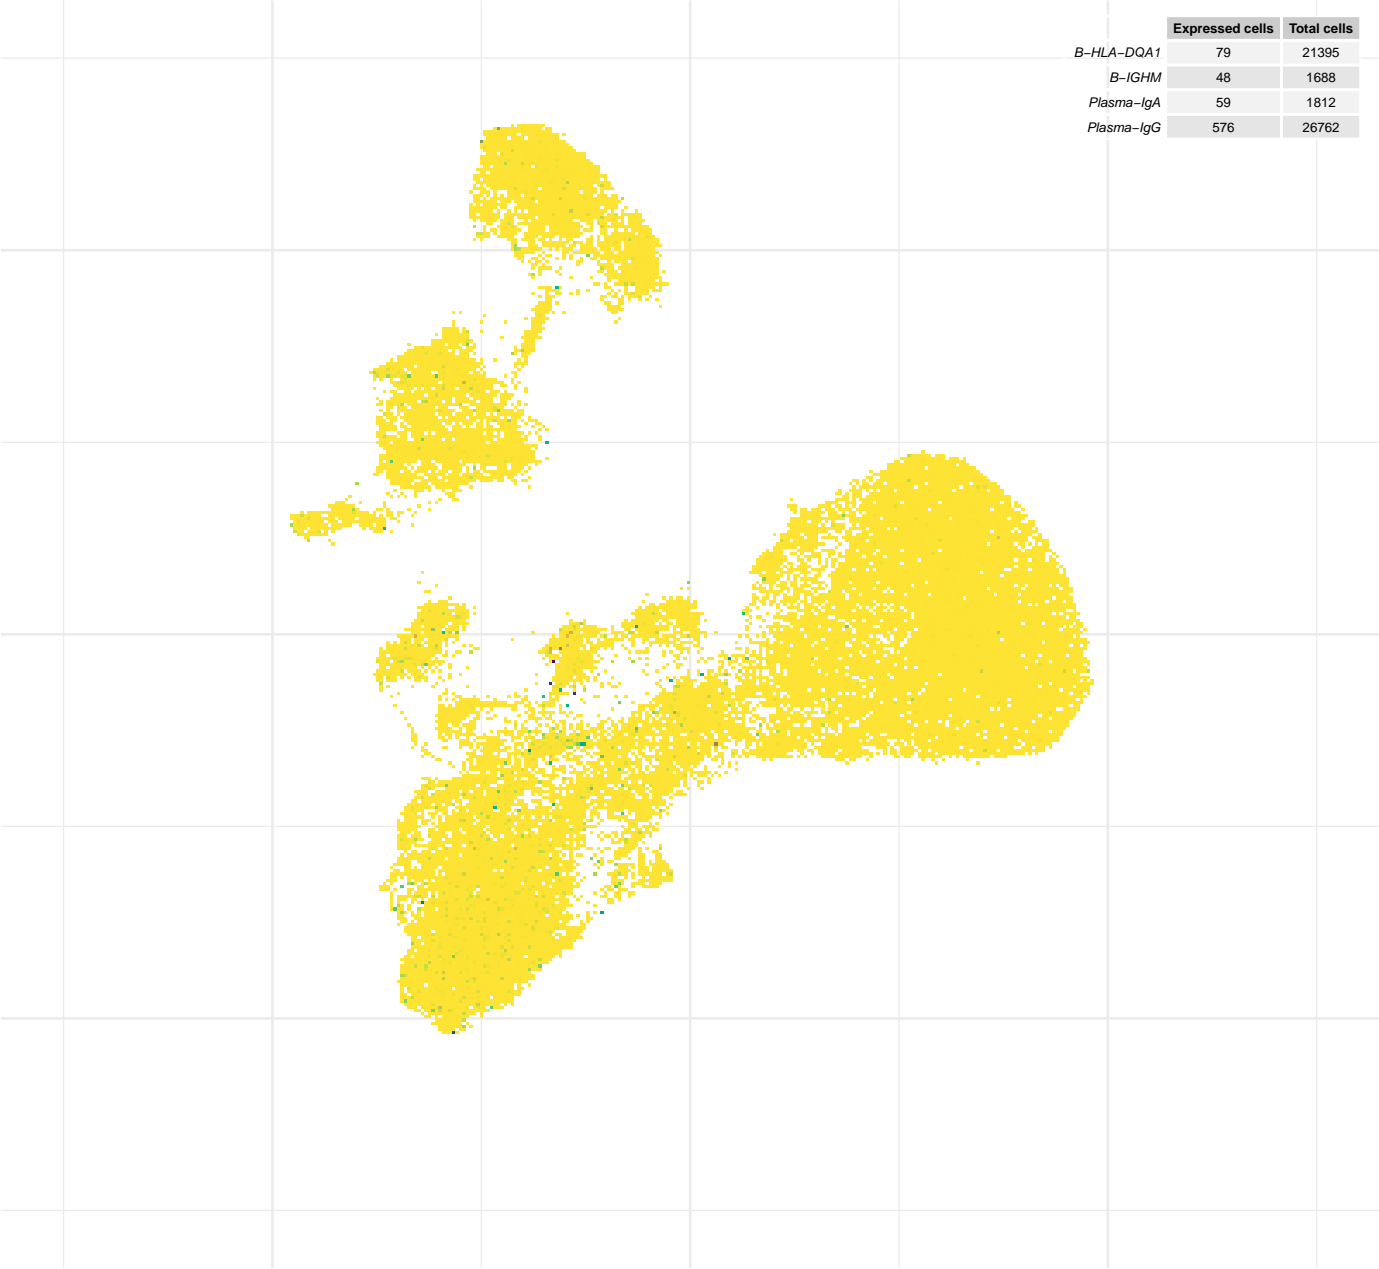 Expressed cells Total cells
B−HLA−DQA1 79 21395
B−IGHM 48 1688
Plasma−IgA 59 1812
Plasma−IgG 576 26762